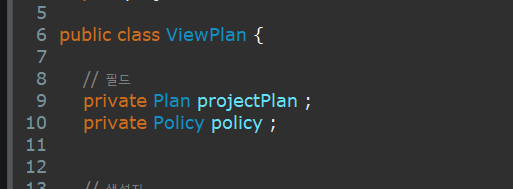 5
6 public class ViewPlan {
7
8 // 필드
9 private Plan projectPlan ;
10 private Policy policy ;
11
12
13 //